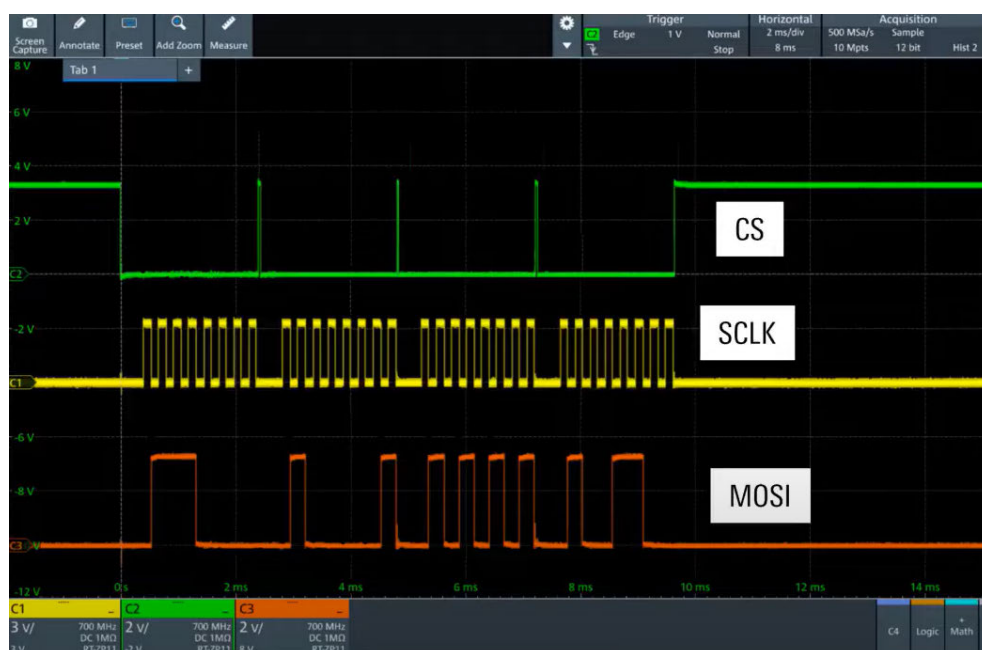 Trigger Horizontal Acquisition
Screen Capture Annotate Preset Add Zoom Measure
Edge 1 V Normal 2 ms/div 500 MSa/s Sample
Stop 8 ms 10 Mpts 12 bit Hist 2
8 V Tab 1 +
6 V
4 V
2 V
CS
C2
-2 V
SCLK
C1
-6 V
-8 V
MOSI
C3
-12 V
0 s 2 ms 4 ms 6 ms 8 ms 10 ms 12 ms 14 ms
C1 C2 C3
3 V/ 700 MHz 2 V/ 700 MHz 2 V/ 700 MHz
DC 1MΩ DC 1MΩ DC 1MΩ
C4 Logic Math